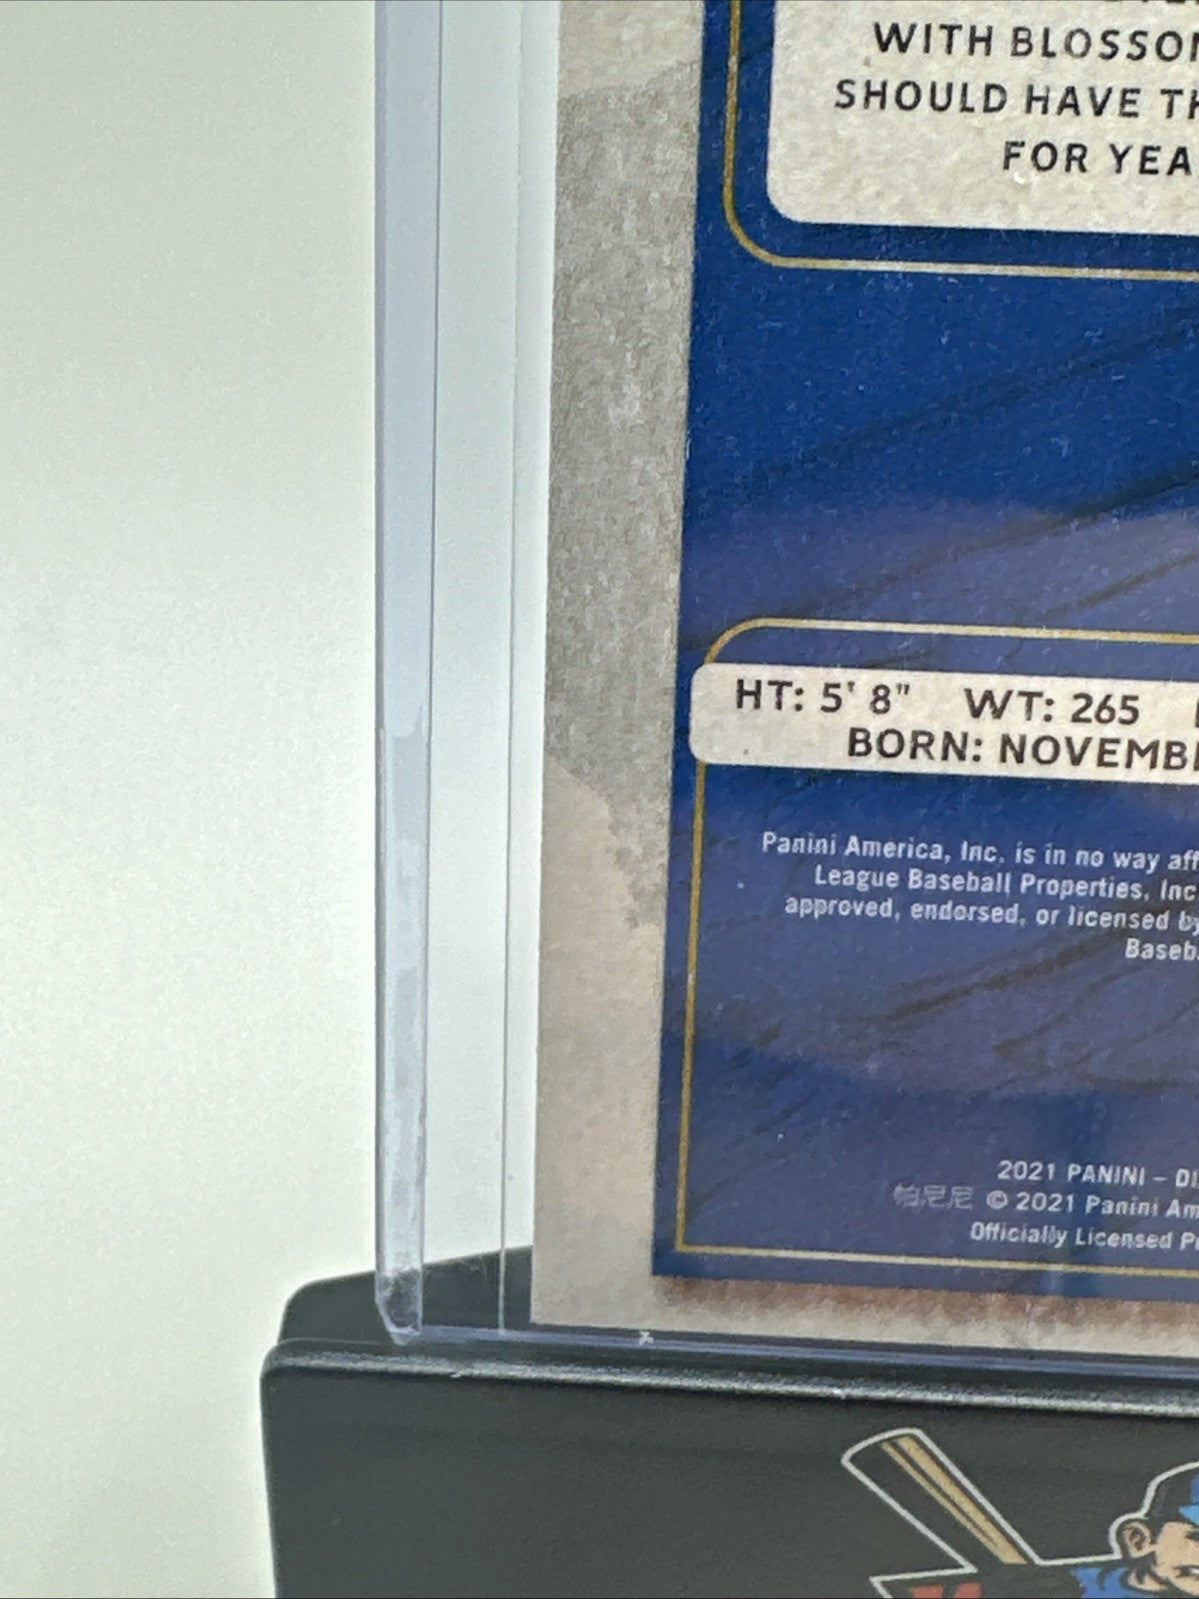 WITH BLOSSOM
SHOULD HAVE TH
FOR YEA
HT: 5' 8" WT: 265
BORN: NOVEMBE
Panini America, Inc. is in no way aff
League Baseball Properties, Inc
approved, endorsed, or licensed by
Baseb
2021 PANINI – DI
帕尼尼 © 2021 Panini Am
Officially Licensed P